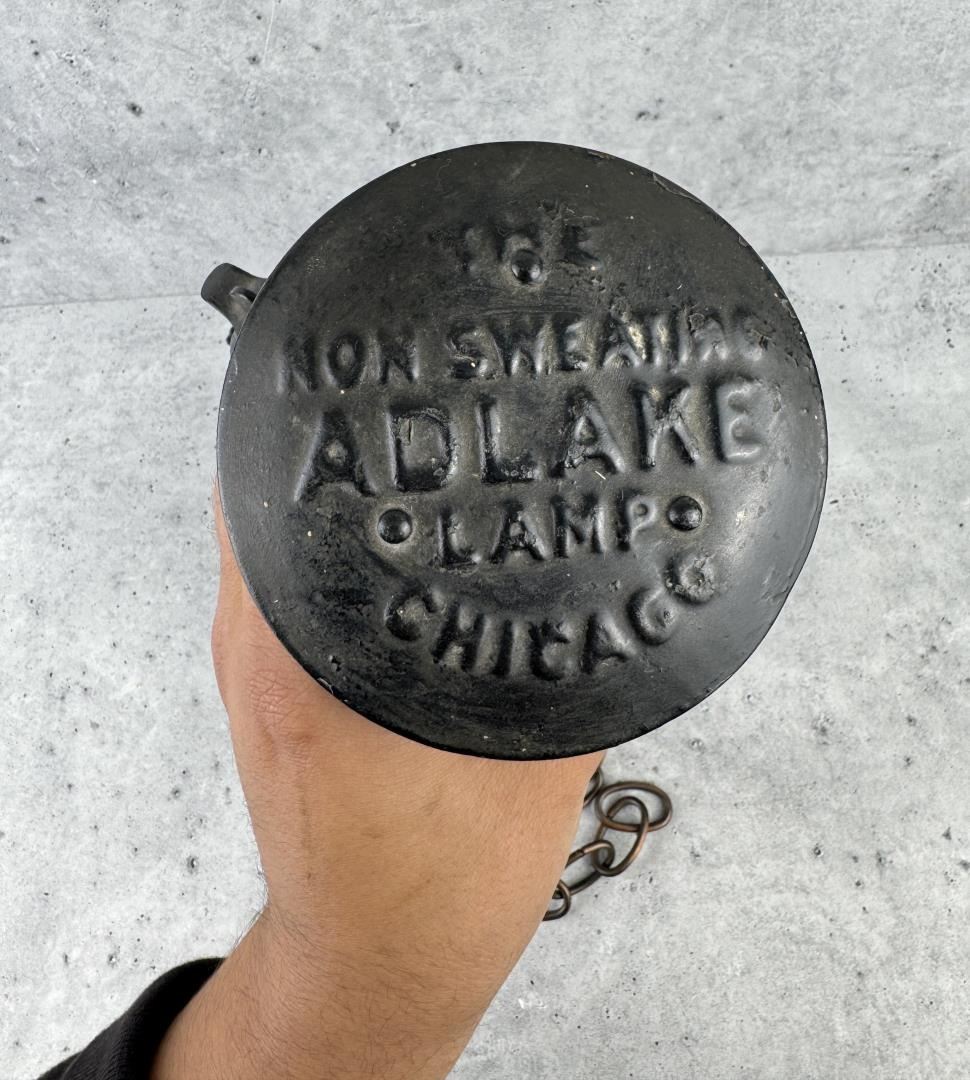 THE
NON SWEATING
ADLAKE
LAMP
CHICAGO